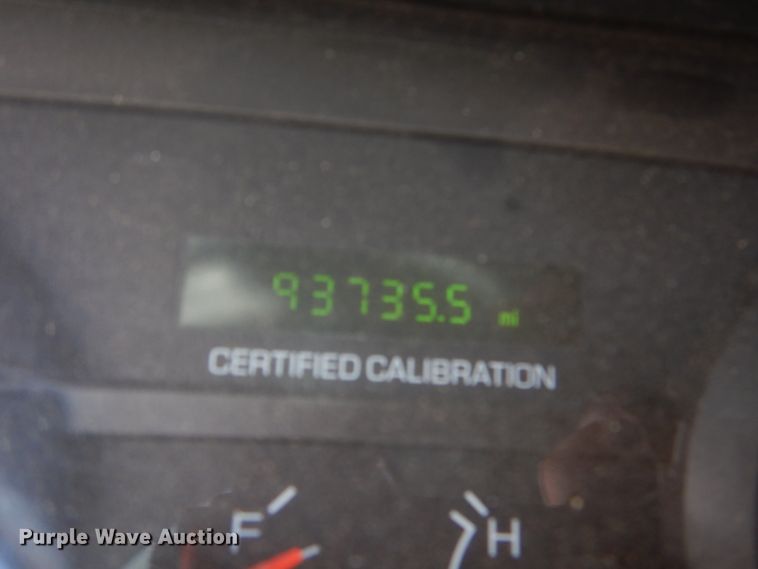 93735.5 mi
CERTIFIED CALIBRATION
F H
Purple Wave Auction